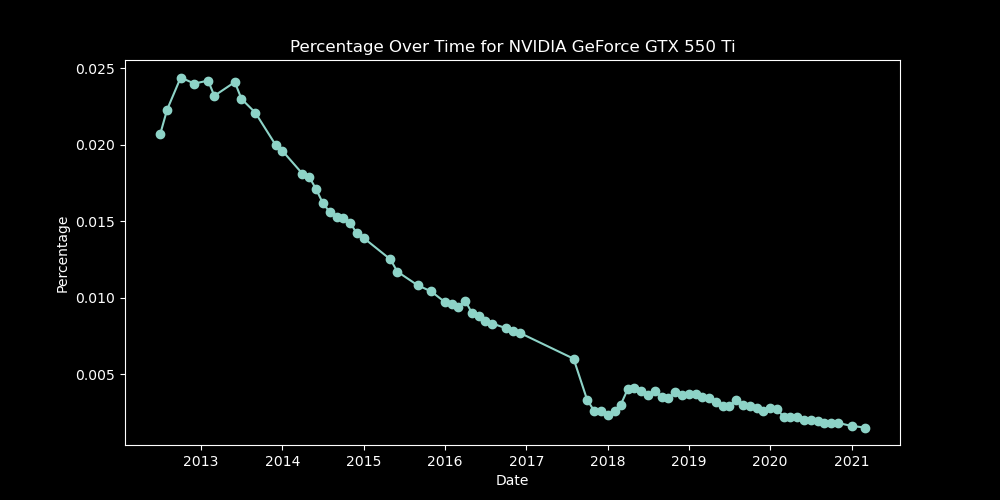 Percentage Over Time for NVIDIA GeForce GTX 550 Ti
0.025
0.020
0.015
0.010
0.005
Percentage
2013 2014 2015 2016 2017 2018 2019 2020 2021
Date